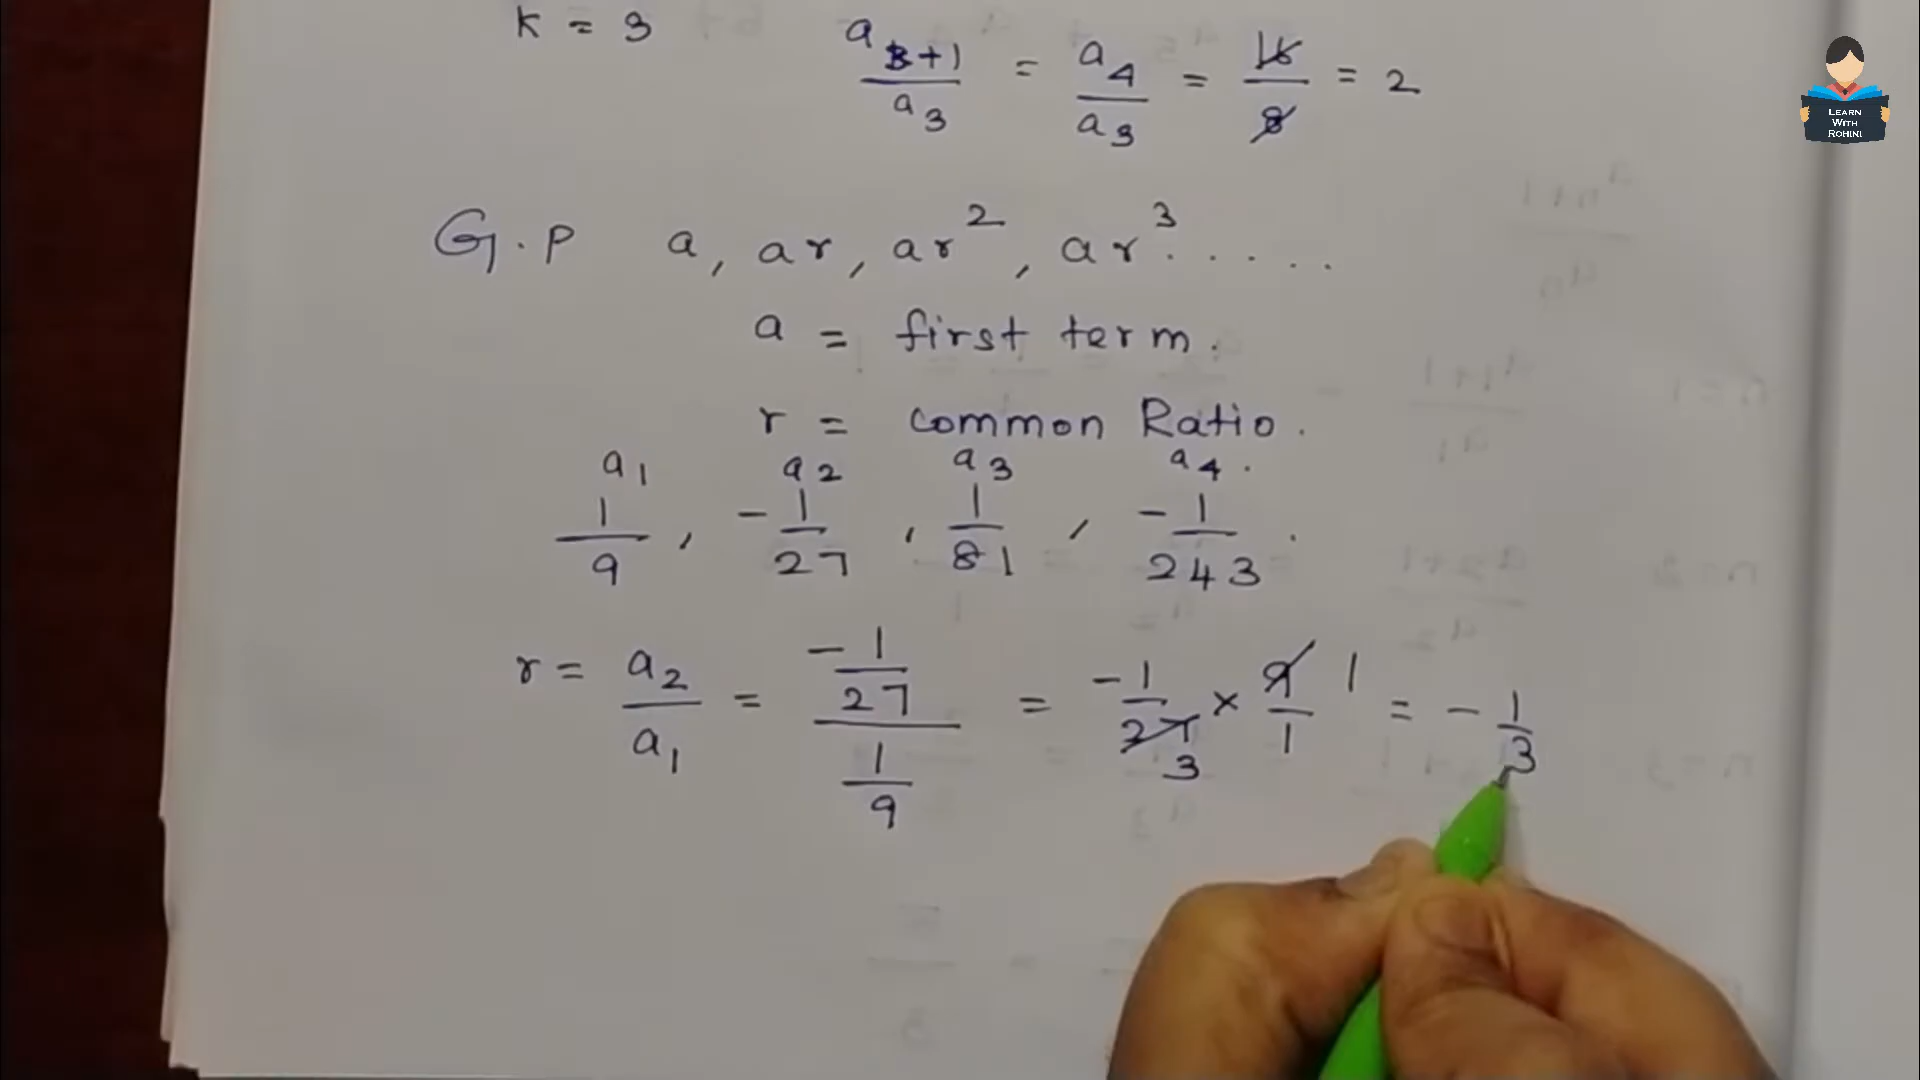 k = 3 a3+1/a3 = a4/a3 = 16/8 = 2
LEARN
WITH
ROHINI
G.P a, ar, ar², ar³.....
a = first term.
r = common Ratio.
a1 a2 a3 a4.
1/9, -1/27, 1/81, -1/243.
r = a2/a1 = -1/27/1/9 = -1/27 3 × 9/1 1 = -1/3